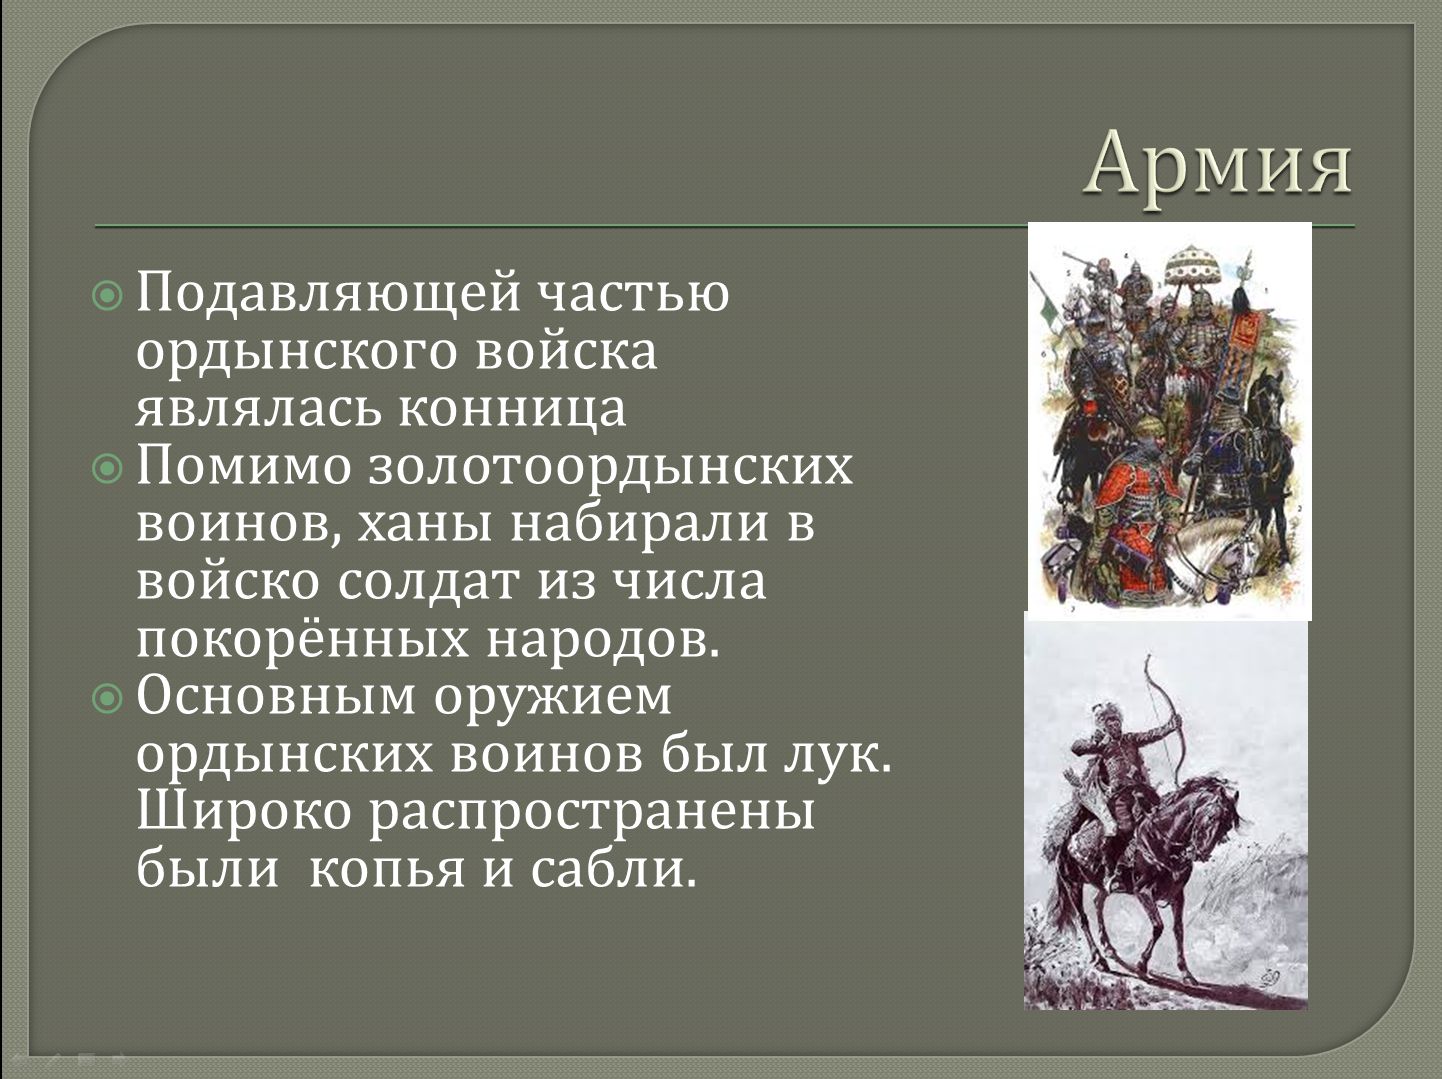 Армия
Подавляющей частью
ордынского войска
являлась конница
Помимо золотоордынских
воинов, ханы набирали в
войско солдат из числа
покорённых народов.
Основным оружием
ордынских воинов был лук.
Широко распространены
были  копья и сабли.